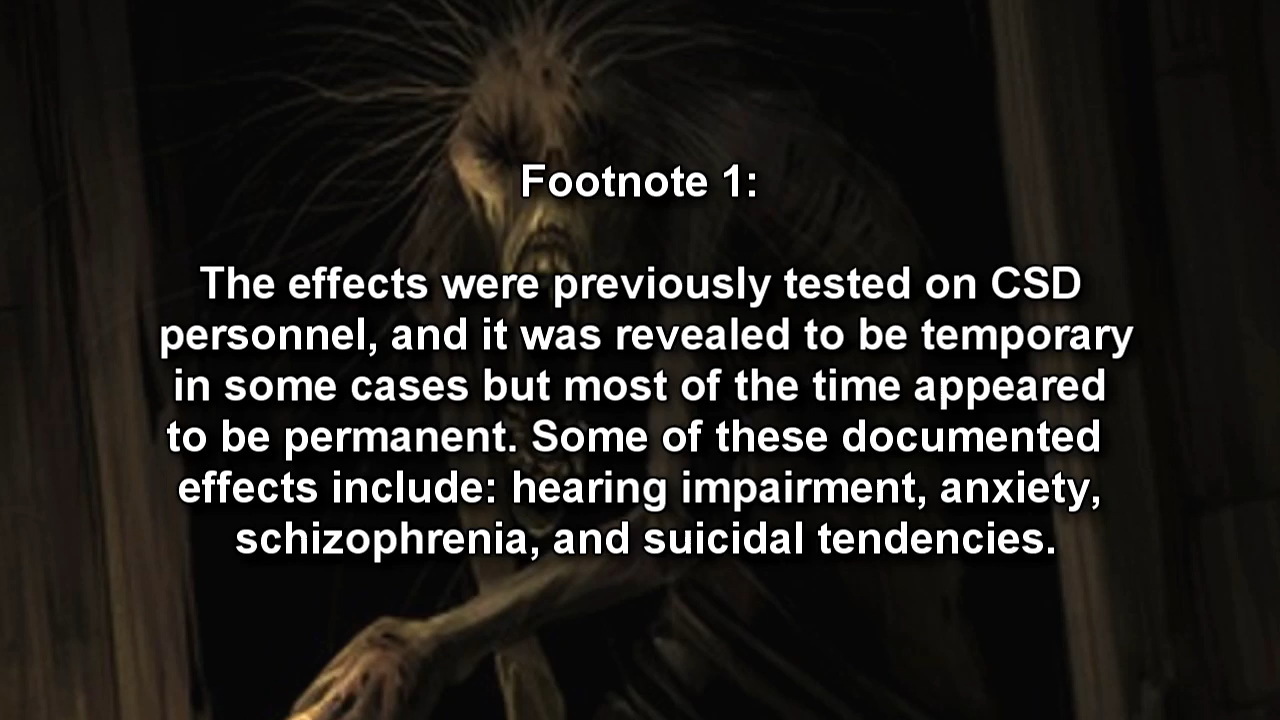 Footnote 1:
The effects were previously tested on CSD
personnel, and it was revealed to be temporary
in some cases but most of the time appeared
to be permanent. Some of these documented
effects include: hearing impairment, anxiety,
schizophrenia, and suicidal tendencies.